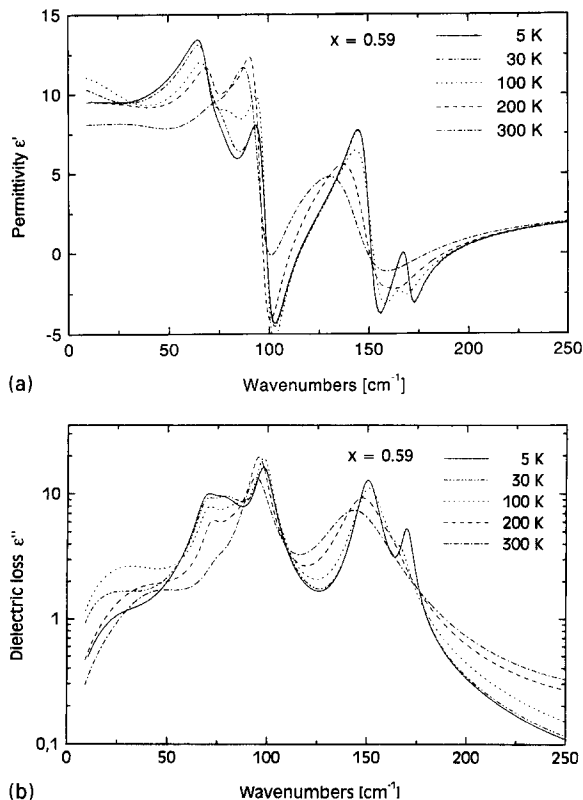 15
10
5
0
-5
Permittivity ε'
x = 0.59
5 K
30 K
100 K
200 K
300 K
0 50 100 150 200 250
(a)
Wavenumbers [cm⁻¹]
10
1
0,1
Dielectric loss ε''
x = 0.59
5 K
30 K
100 K
200 K
300 K
0 50 100 150 200 250
(b)
Wavenumbers [cm⁻¹]